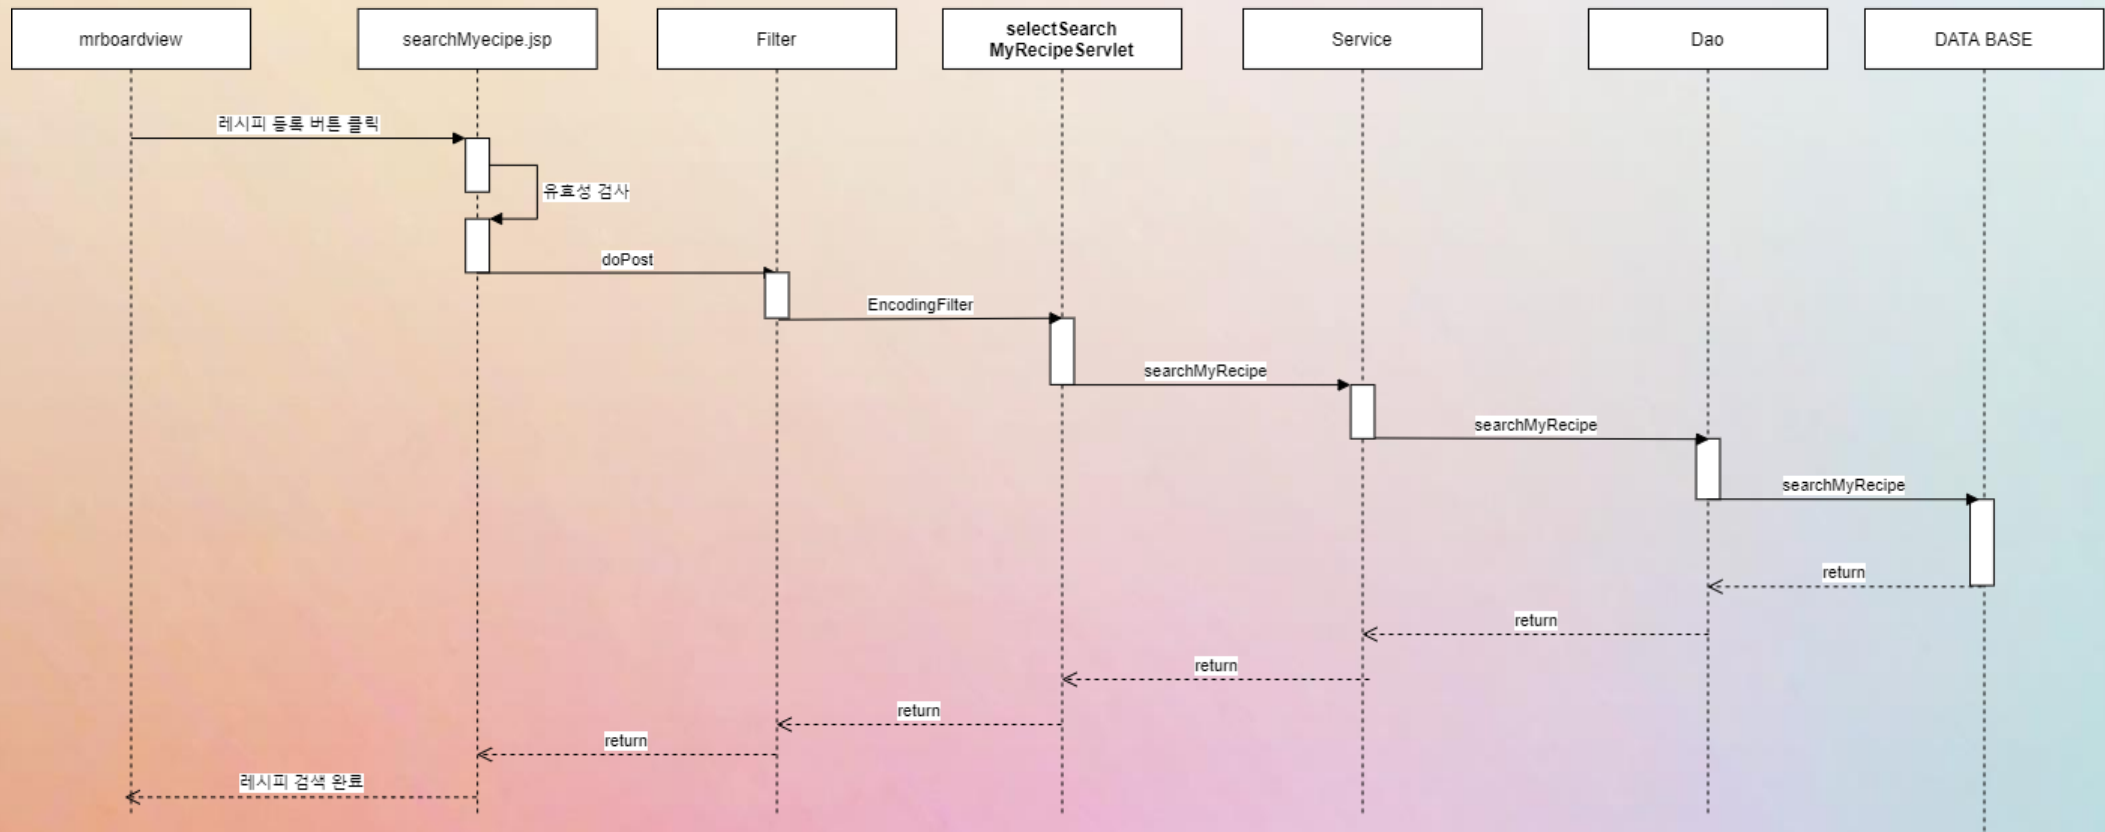 mrboardview
searchMyecipe.jsp
Filter
selectSearch
MyRecipeServlet
Service
Dao
DATA BASE
레시피 등록 버튼 클릭
유효성 검사
doPost
EncodingFilter
searchMyRecipe
searchMyRecipe
searchMyRecipe
return
return
return
return
return
레시피 검색 완료